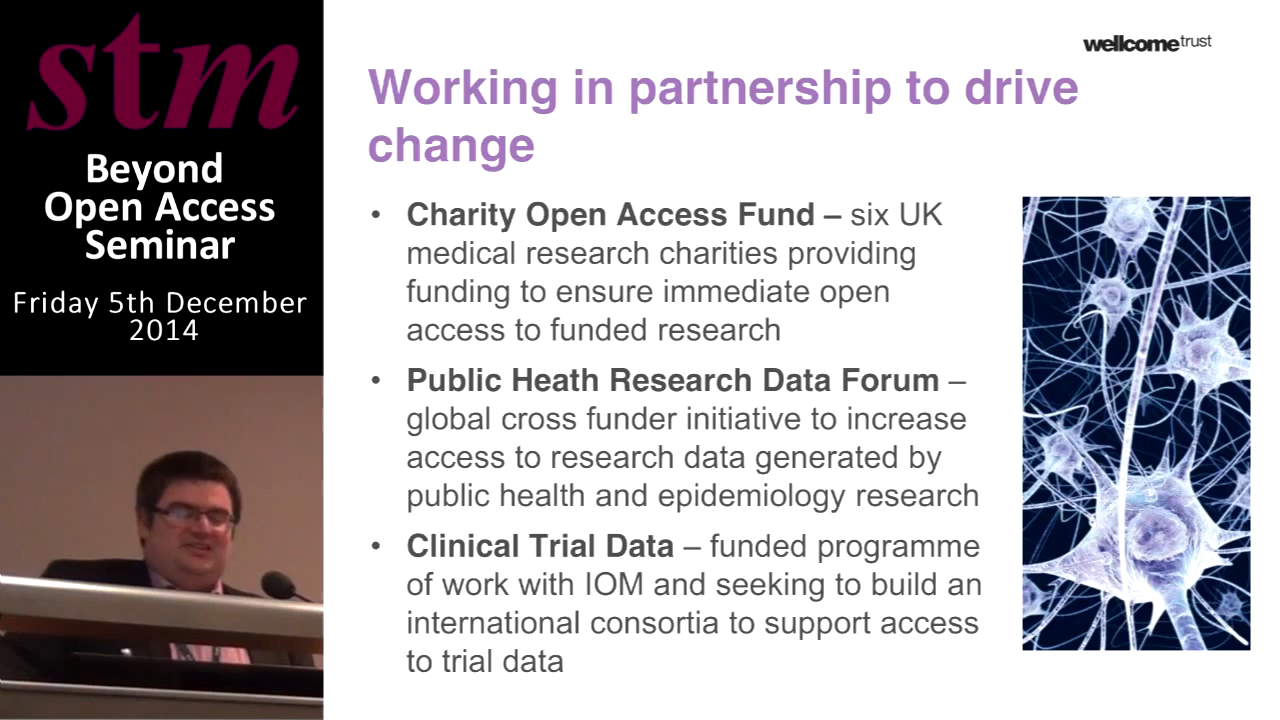 stm
Beyond
Open Access
Seminar
Friday 5th December
2014
wellcometrust
Working in partnership to drive
change
• Charity Open Access Fund – six UK
medical research charities providing
funding to ensure immediate open
access to funded research
• Public Heath Research Data Forum –
global cross funder initiative to increase
access to research data generated by
public health and epidemiology research
• Clinical Trial Data – funded programme
of work with IOM and seeking to build an
international consortia to support access
to trial data